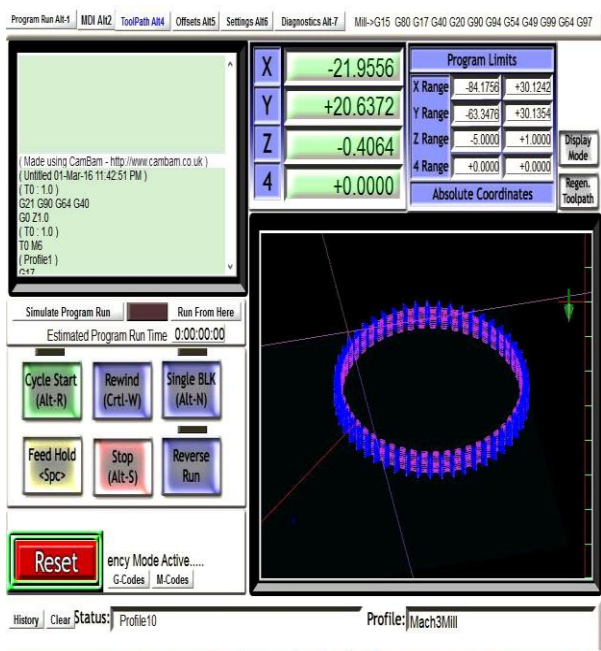 Program Run Alt-1 MDI Alt2 ToolPath Alt4 Offsets Alt5 Settings Alt6 Diagnostics Alt-7 Mill->G15 G80 G17 G40 G20 G90 G94 G54 G49 G99 G64 G97
X -21.9556
Y +20.6372
Z -0.4064
4 +0.0000
Program Limits
X Range -84.1756 +30.1242
Y Range -63.3476 +30.1354
Z Range -5.0000 +1.0000
4 Range +0.0000 +0.0000
Absolute Coordinates
Display Mode
Regen. Toolpath
( Made using CamBam - http://www.cambam.co.uk )
( Untitled 01-Mar-16 11:42:51 PM )
( T0 : 1.0 )
G21 G90 G64 G40
G0 Z1.0
( T0 : 1.0 )
T0 M6
( Profile1 )
G17
Simulate Program Run Run From Here
Estimated Program Run Time 0:00:00:00
Cycle Start (Alt-R)
Rewind (Crtl-W)
Single BLK (Alt-N)
Feed Hold <Spc>
Stop (Alt-S)
Reverse Run
Reset
ency Mode Active.....
G-Codes M-Codes
History Clear Status: Profile10 Profile: Mach3Mill